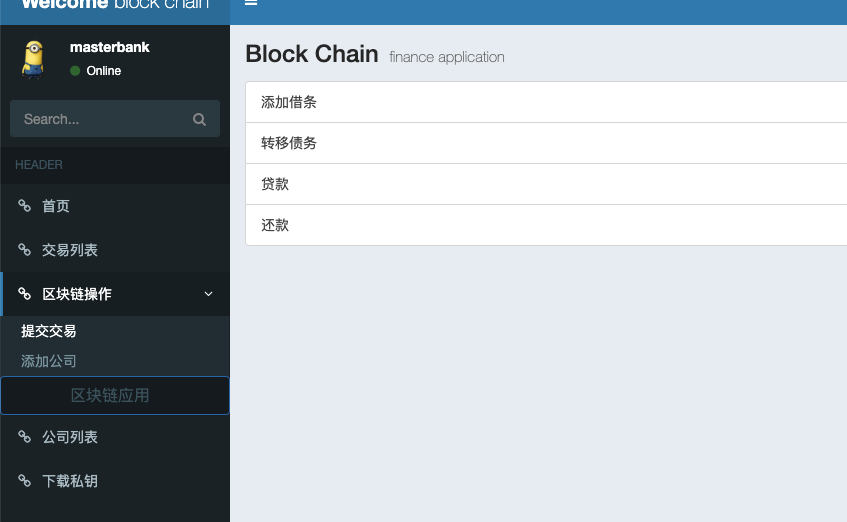 Welcome block chain
masterbank
Online
Search...
HEADER
首页
交易列表
区块链操作
提交交易
添加公司
区块链应用
公司列表
下载私钥
Block Chain finance application
添加借条
转移债务
贷款
还款